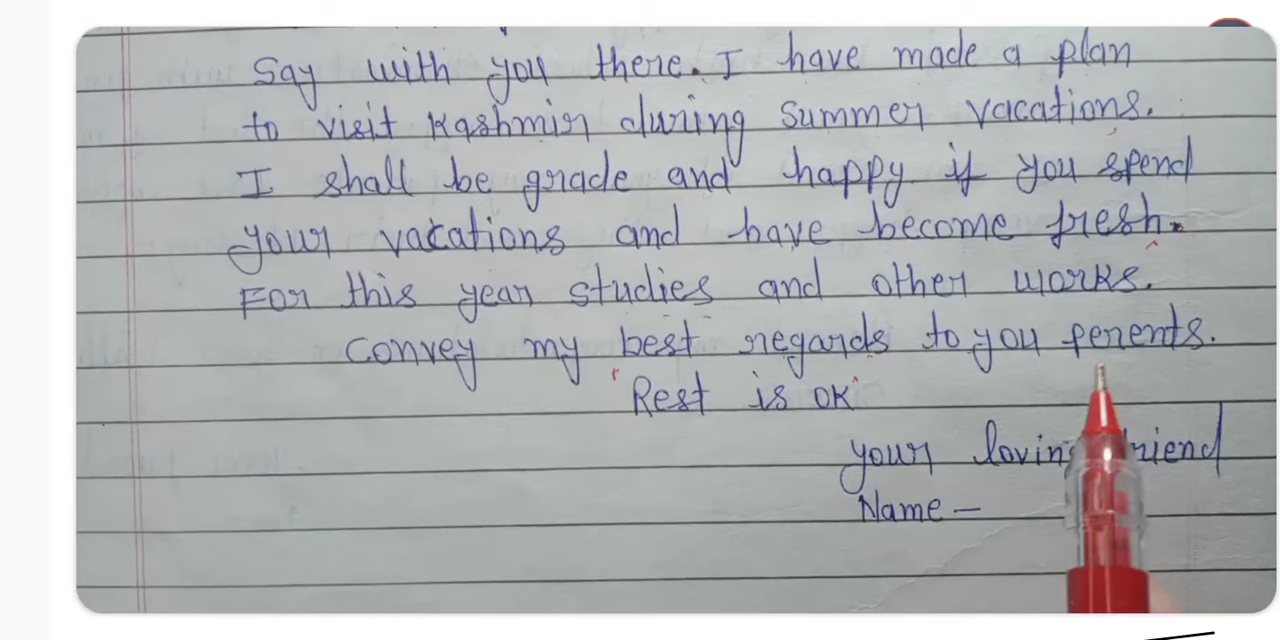 Say with you there. I have made a plan
to visit Kashmir during summer vacations.
I shall be grade and happy if you spend
your vacations and have become fresh.
For this year studies and other works.
Convey my best regards to you perents.
Rest is OK
your loving friend
Name -